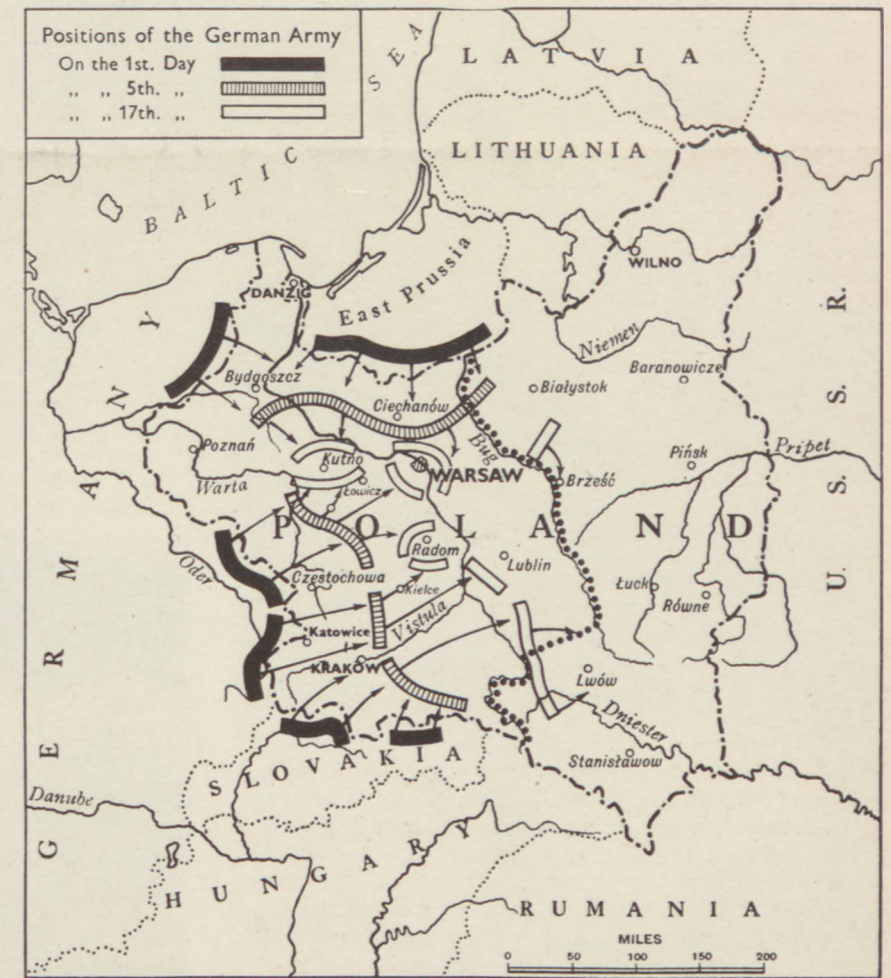 Positions of the German Army
On the 1st. Day
„ „ 5th. „
„ „ 17th. „
BALTIC SEA
LATVIA
LITHUANIA
WILNO
DANZIG
East Prussia
Niemen
Baranowicze
Bydgoszcz
Ciechanów
Białystok
Poznań
Kutno
Bug
Pińsk
Pripet
Warta
Łowicz
WARSAW
Brześć
POLAND
Radom
Lublin
Oder
Częstochowa
Kielce
Łuck
Równe
Katowice
Vistula
KRAKÓW
Lwów
Dniester
Stanisławow
GERMANY
U.S.S.R.
SLOVAKIA
Danube
HUNGARY
RUMANIA
MILES
0 50 100 150 200